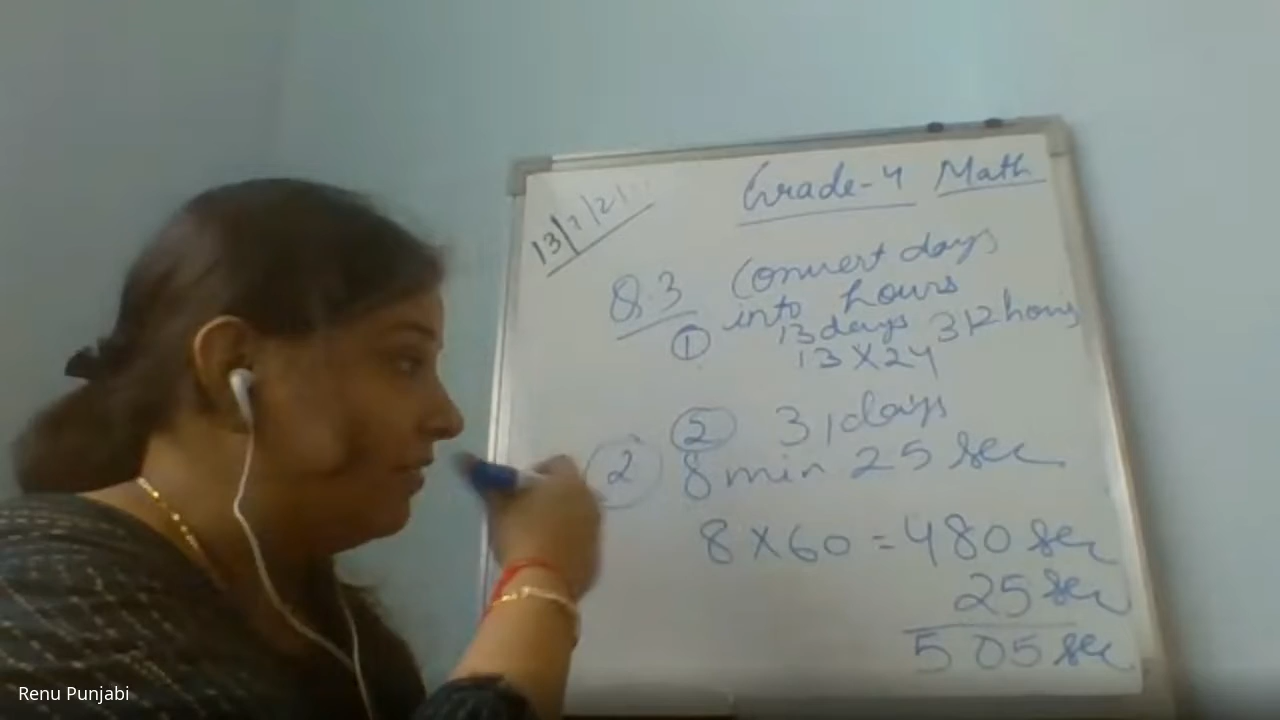 Grade-4 Math
13/7/21
Q.3 Convert days
into hours
① 13 days 312 hours
13 X 24
② 31 days
② 8 min 25 sec
8 X 60 = 480 sec
25 sec
505 sec
Renu Punjabi